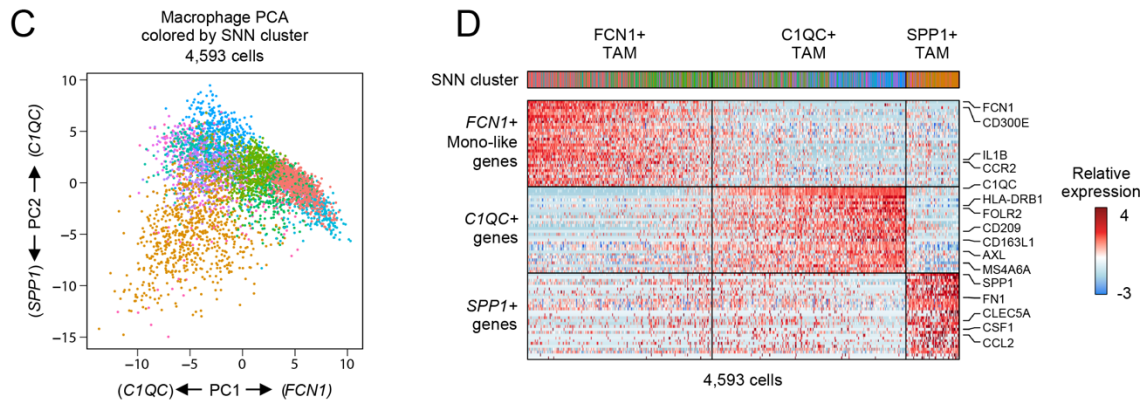 C
Macrophage PCA
colored by SNN cluster
4,593 cells
(SPP1) ← PC2 → (C1QC)
10
5
0
−5
−10
−15
−10 −5 0 5 10
(C1QC) ← PC1 → (FCN1)
D
FCN1+
TAM
C1QC+
TAM
SPP1+
TAM
SNN cluster
FCN1+
Mono-like
genes
C1QC+
genes
SPP1+
genes
FCN1
CD300E
IL1B
CCR2
C1QC
HLA-DRB1
FOLR2
CD209
CD163L1
AXL
MS4A6A
SPP1
FN1
CLEC5A
CSF1
CCL2
4,593 cells
Relative
expression
4
-3